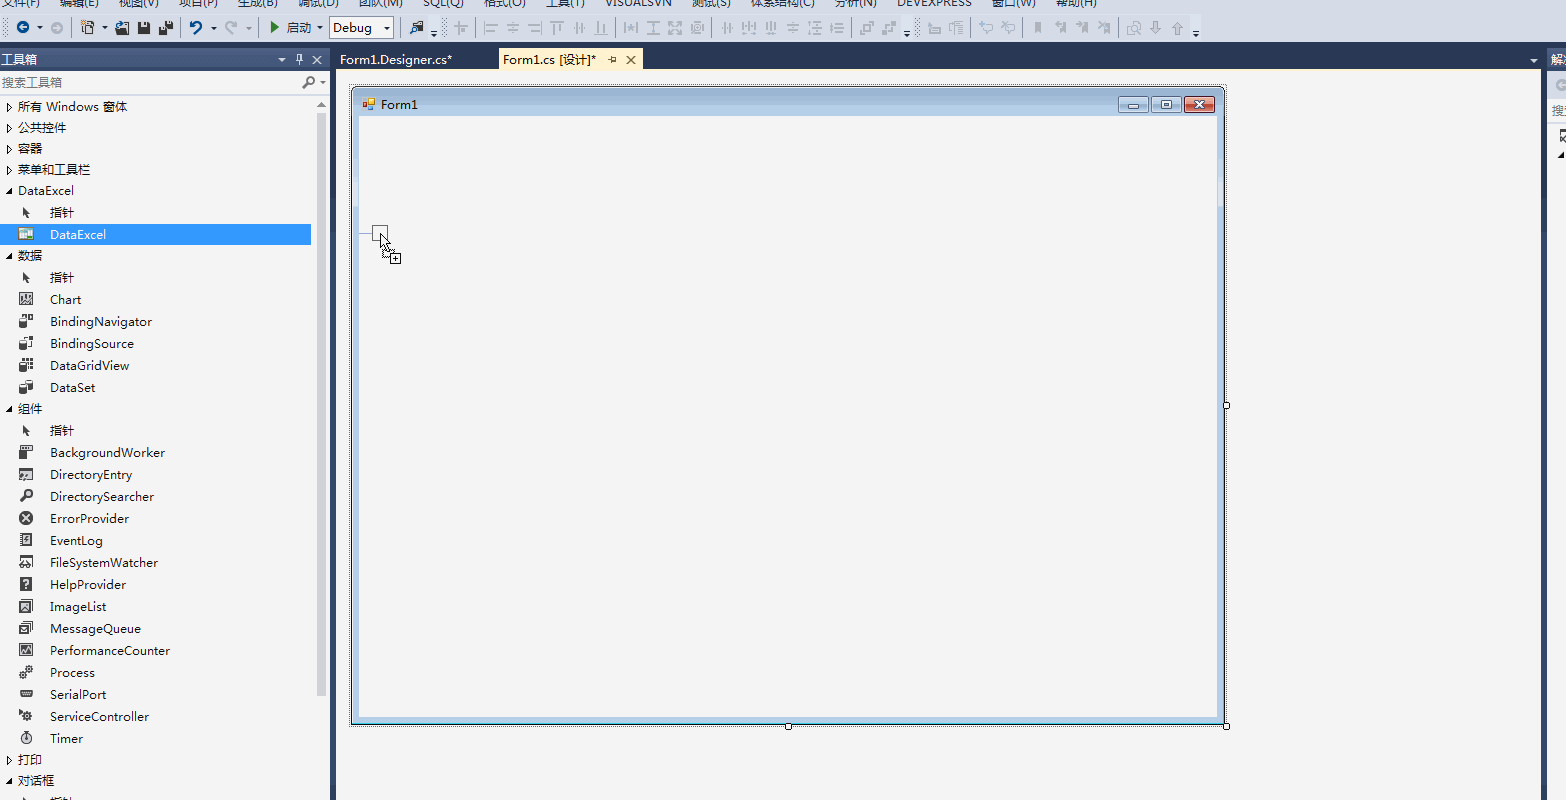 文件(F) 编辑(E) 视图(V) 项目(P) 生成(B) 调试(D) 团队(M) SQL(Q) 格式(O) 工具(T) VISUALSVN 测试(S) 体系结构(C) 分析(N) DEVEXPRESS 窗口(W) 帮助(H)
启动 Debug
工具箱
Form1.Designer.cs*
Form1.cs [设计]*
搜索工具箱
Form1
所有 Windows 窗体
公共控件
容器
菜单和工具栏
DataExcel
指针
DataExcel
数据
指针
Chart
BindingNavigator
BindingSource
DataGridView
DataSet
组件
指针
BackgroundWorker
DirectoryEntry
DirectorySearcher
ErrorProvider
EventLog
FileSystemWatcher
HelpProvider
ImageList
MessageQueue
PerformanceCounter
Process
SerialPort
ServiceController
Timer
打印
对话框